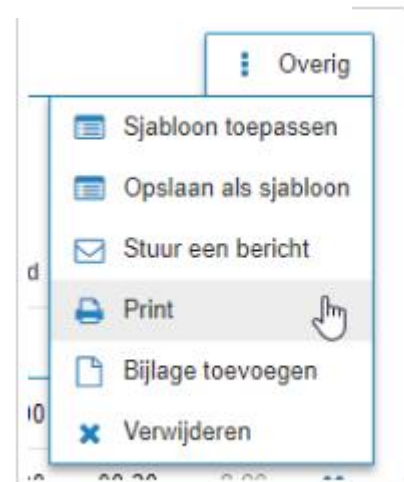 Overig
Sjabloon toepassen
Opslaan als sjabloon
Stuur een bericht
d
Print
Bijlage toevoegen
Verwijderen